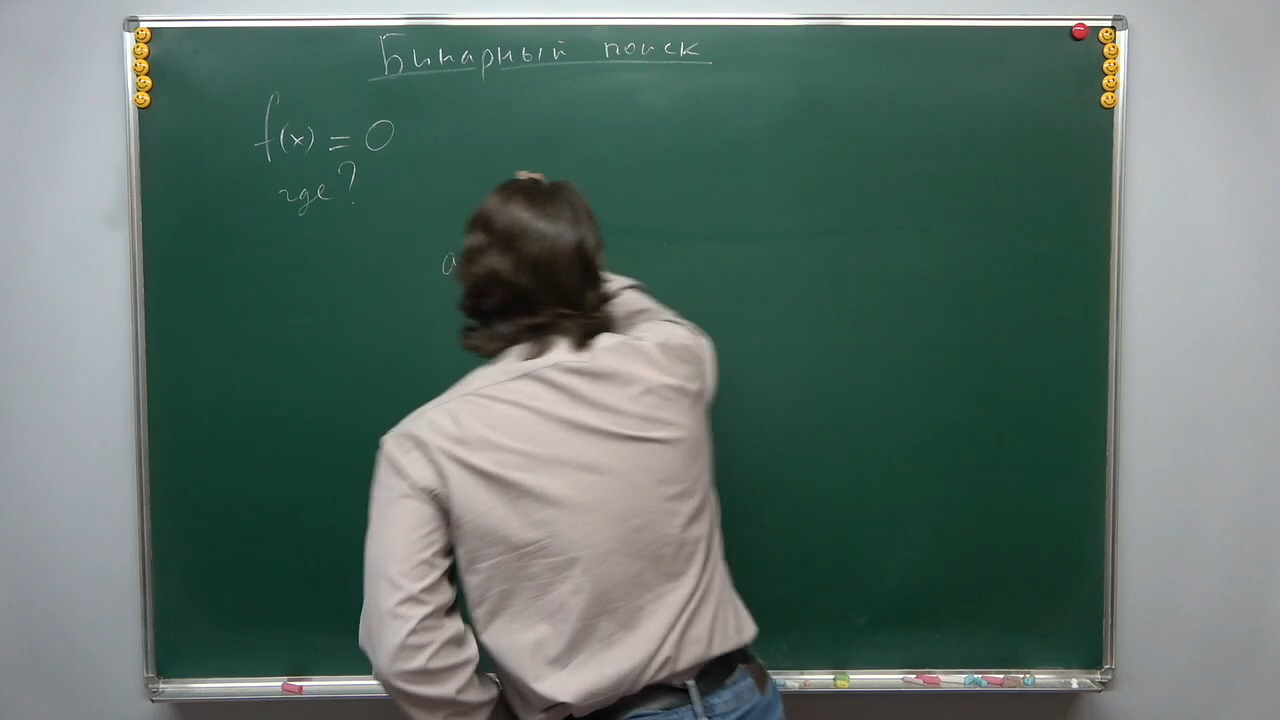 Бинарный поиск
f(x) = 0
где?
a